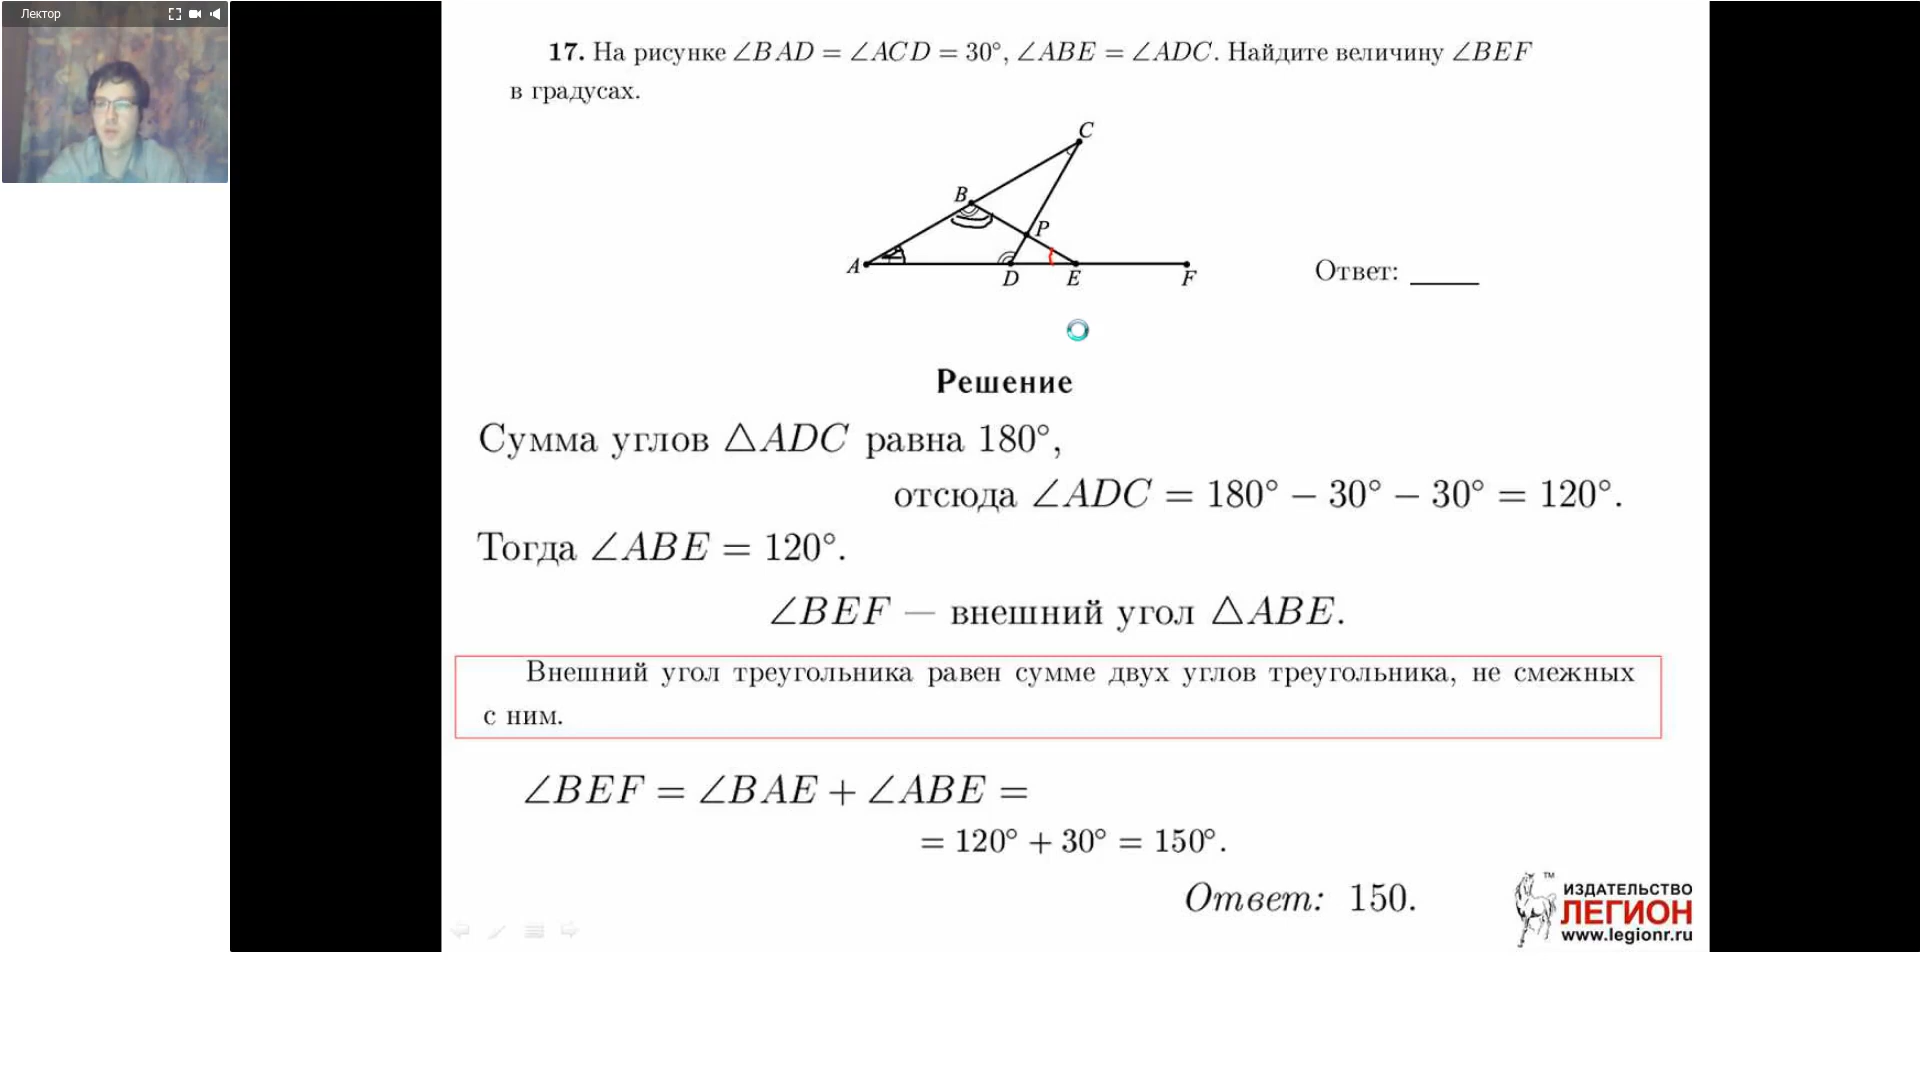 Лектор
17. На рисунке ∠BAD = ∠ACD = 30°, ∠ABE = ∠ADC. Найдите величину ∠BEF
в градусах.
C
B
P
A
D
E
F
Ответ: _____
Решение
Сумма углов △ADC равна 180°,
отсюда ∠ADC = 180° − 30° − 30° = 120°.
Тогда ∠ABE = 120°.
∠BEF — внешний угол △ABE.
Внешний угол треугольника равен сумме двух углов треугольника, не смежных
с ним.
∠BEF = ∠BAE + ∠ABE =
= 120° + 30° = 150°.
Ответ: 150.
TM
ИЗДАТЕЛЬСТВО
ЛЕГИОН
www.legionr.ru